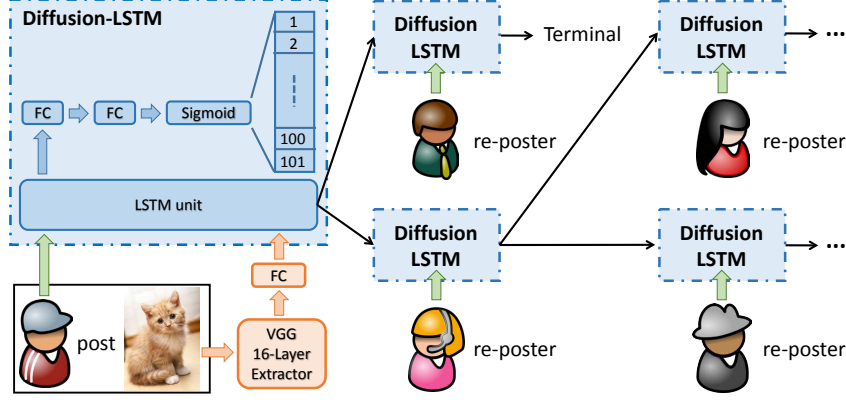 Diffusion-LSTM
1
2
FC
FC
Sigmoid
100
101
LSTM unit
FC
post
VGG
16-Layer
Extractor
Diffusion
LSTM
Terminal
re-poster
Diffusion
LSTM
...
re-poster
Diffusion
LSTM
re-poster
Diffusion
LSTM
...
re-poster